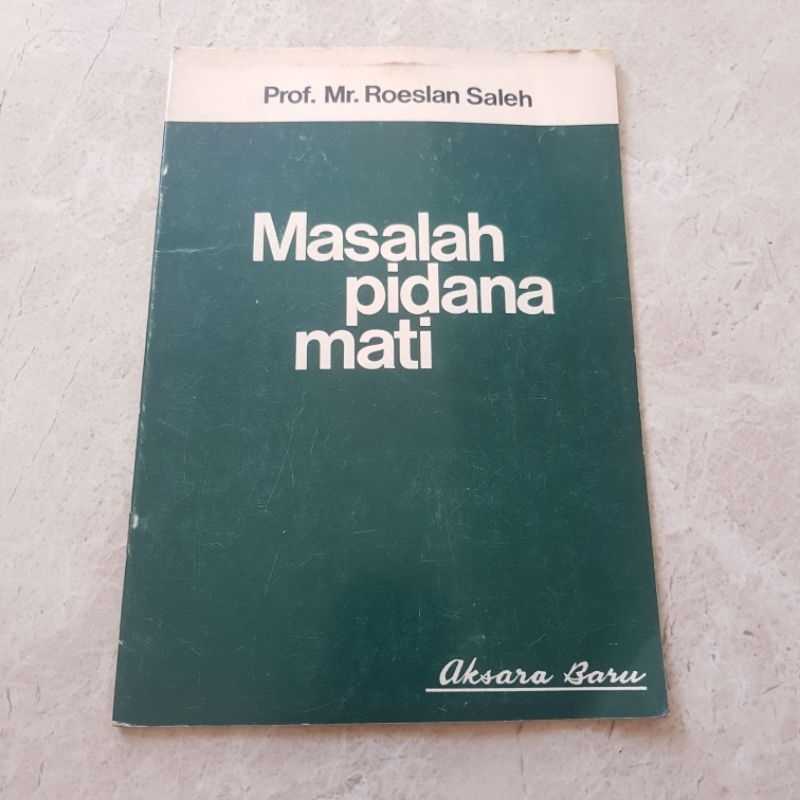 Prof. Mr. Roeslan Saleh
Masalah
pidana
mati
Aksara Baru